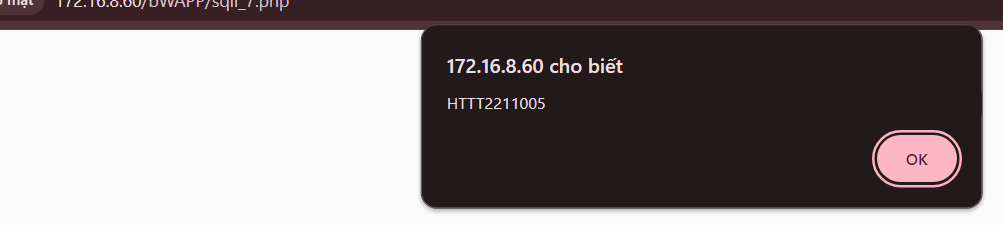 172.16.8.60/bWAPP/sqli_7.php
172.16.8.60 cho biết
HTTT2211005
OK